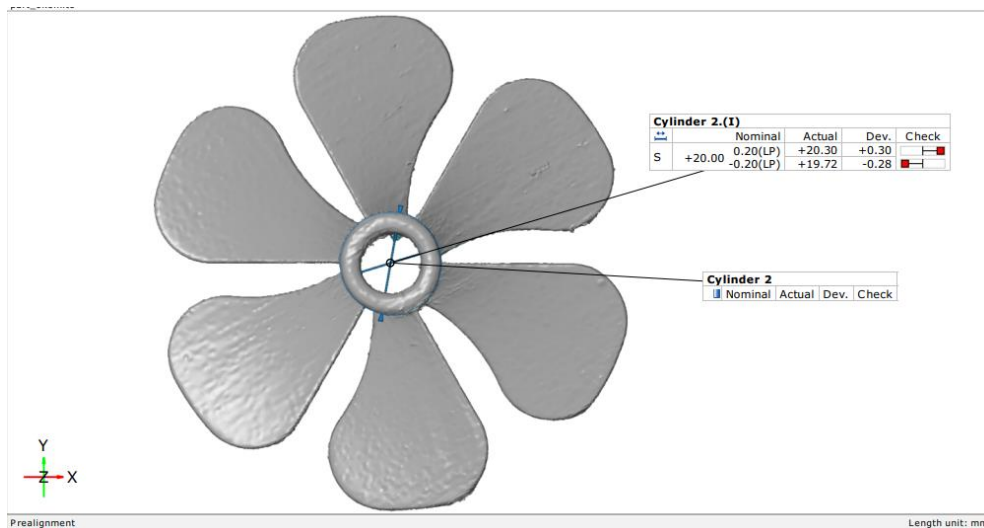 Cylinder 2.(I)
Nominal Actual Dev. Check
S +20.00 0.20(LP) +20.30 +0.30
-0.20(LP) +19.72 -0.28
Cylinder 2
Nominal Actual Dev. Check
Y
Z X
Prealignment Length unit: mm